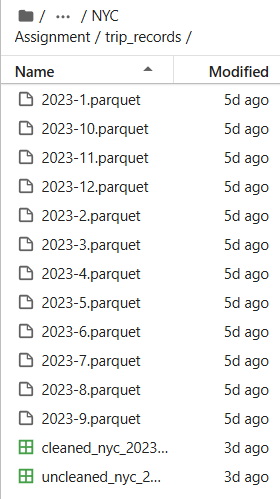 / ··· / NYC
Assignment / trip_records /
Name Modified
2023-1.parquet 5d ago
2023-10.parquet 5d ago
2023-11.parquet 5d ago
2023-12.parquet 5d ago
2023-2.parquet 5d ago
2023-3.parquet 5d ago
2023-4.parquet 5d ago
2023-5.parquet 5d ago
2023-6.parquet 5d ago
2023-7.parquet 5d ago
2023-8.parquet 5d ago
2023-9.parquet 5d ago
cleaned_nyc_2023... 3d ago
uncleaned_nyc_2... 3d ago